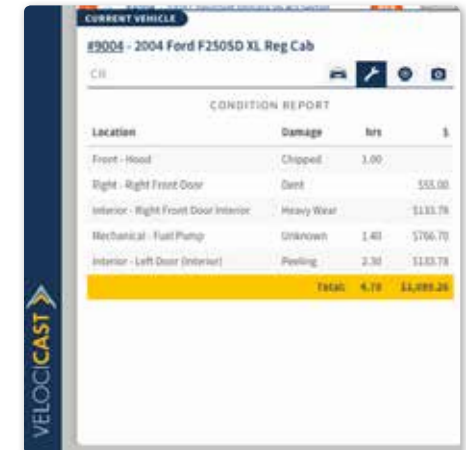 CURRENT VEHICLE
#9004 - 2004 Ford F250SD XL Reg Cab
CR
CONDITION REPORT
Location Damage hrs $
Front - Hood Chipped 1.00
Right - Right Front Door Dent $55.00
Interior - Right Front Door Interior Heavy Wear $133.78
Mechanical - Fuel Pump Unknown 1.40 $766.70
Interior - Left Door (Interior) Peeling 2.30 $133.78
Total: 4.70 $1,089.26
VELOCICAST